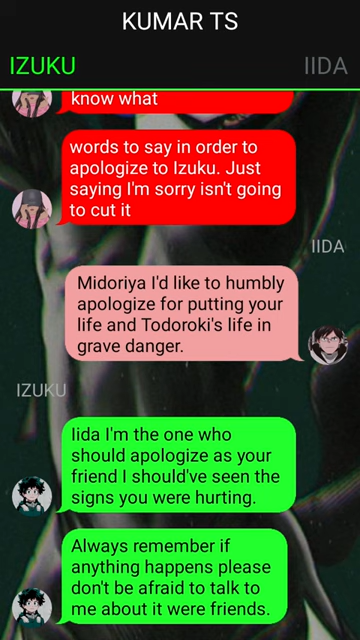 KUMAR TS
IZUKU
IIDA
know what
words to say in order to
apologize to Izuku. Just
saying I'm sorry isn't going
to cut it
IIDA
Midoriya I'd like to humbly
apologize for putting your
life and Todoroki's life in
grave danger.
IZUKU
Iida I'm the one who
should apologize as your
friend I should've seen the
signs you were hurting.
Always remember if
anything happens please
don't be afraid to talk to
me about it were friends.